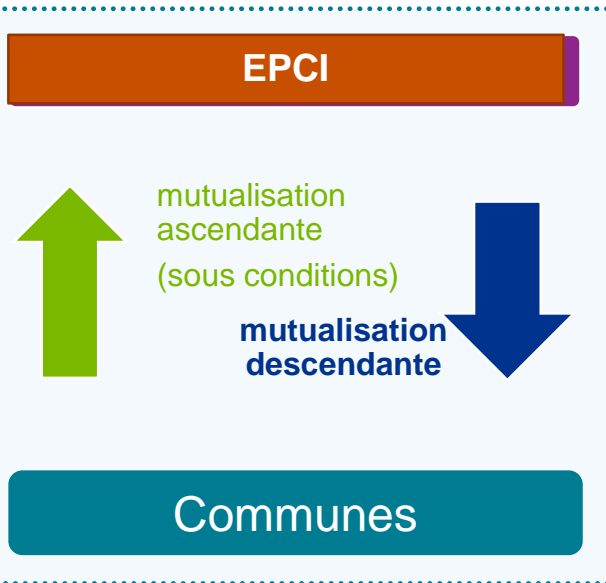 EPCI
mutualisation
ascendante
(sous conditions)
mutualisation
descendante
Communes